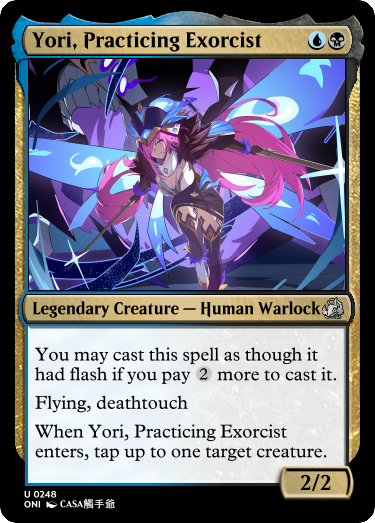 Yori, Practicing Exorcist
Legendary Creature — Human Warlock
You may cast this spell as though it
had flash if you pay 2 more to cast it.
Flying, deathtouch
When Yori, Practicing Exorcist
enters, tap up to one target creature.
2/2
U 0248
ONI CASA觸手爺